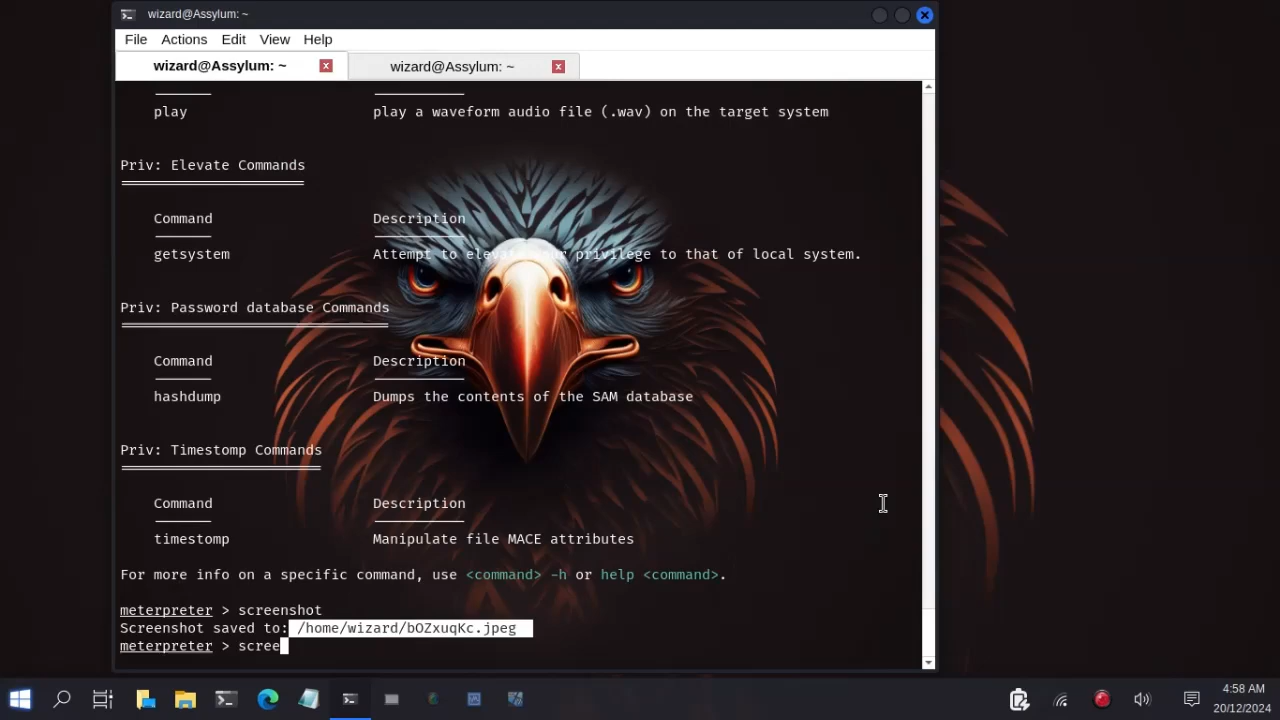 wizard@Assylum: ~
File Actions Edit View Help
wizard@Assylum: ~ x wizard@Assylum: ~ x
play play a waveform audio file (.wav) on the target system
Priv: Elevate Commands
Command Description
getsystem Attempt to elevate your privilege to that of local system.
Priv: Password database Commands
Command Description
hashdump Dumps the contents of the SAM database
Priv: Timestomp Commands
Command Description
timestomp Manipulate file MACE attributes
For more info on a specific command, use <command> -h or help <command>.
meterpreter > screenshot
Screenshot saved to: /home/wizard/bOZxuqKc.jpeg
meterpreter > scree
4:58 AM
20/12/2024